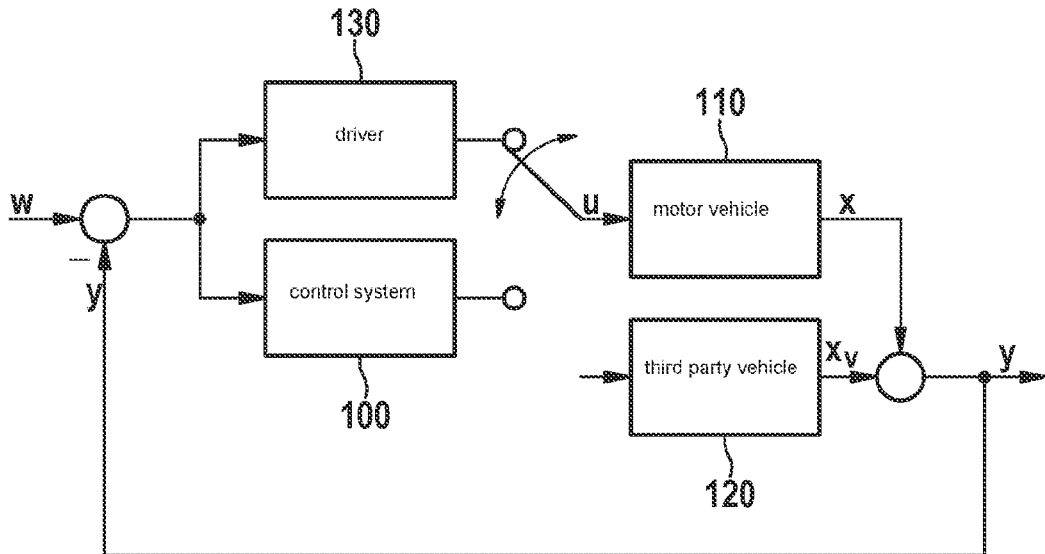 130
driver
110
w
u
motor vehicle
x
−
y
control system
third party vehicle
xv
y
100
120